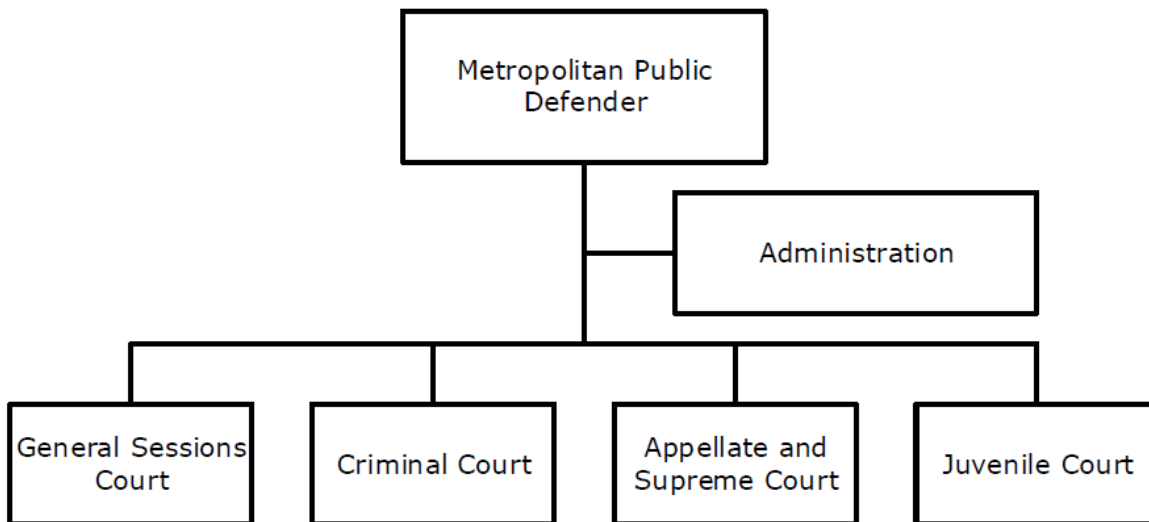 Metropolitan Public
Defender
Administration
General Sessions
Court
Criminal Court
Appellate and
Supreme Court
Juvenile Court